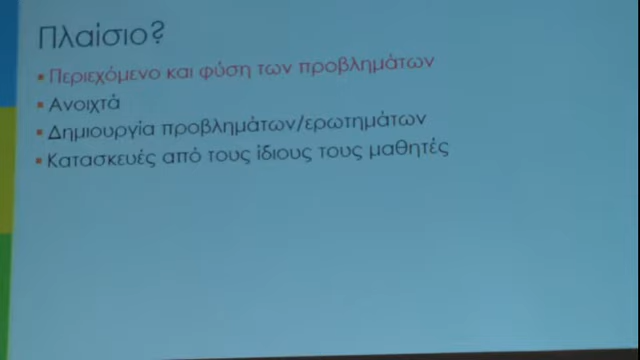 Πλαίσιο?
▪ Περιεχόμενο και φύση των προβλημάτων
▪ Ανοιχτά
▪ Δημιουργία προβλημάτων/ερωτημάτων
▪ Κατασκευές από τους ίδιους τους μαθητές